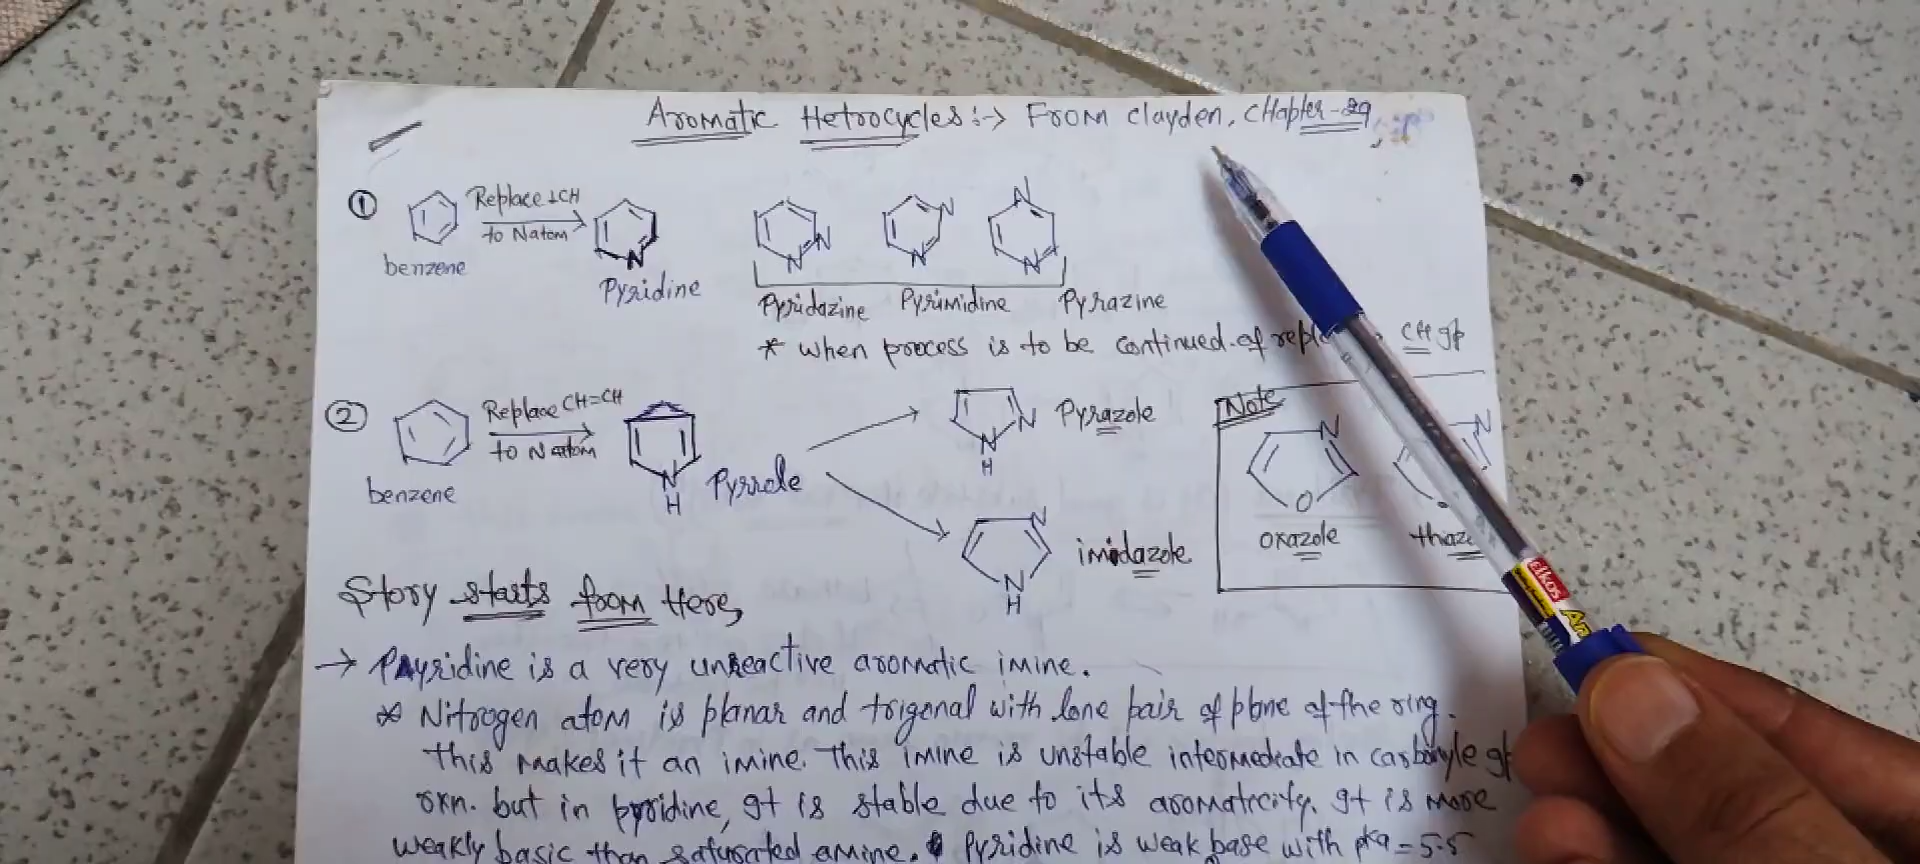 Aromatic Hetrocycles:-> From Clayden, CHapter-29,
① Replace 1CH
to N atom
benzene
Pyridine
N N
N N
N N
Pyridazine Pyrimidine Pyrazine
* when process is to be continued of CH gp
② Replace CH=CH
to N atom
benzene
N H Pyrrole
N N H Pyrazole
N N H imidazole
Note
N O oxazole
N
Story starts from Here,
→ Pyridine is a very unreactive aromatic imine.
* Nitrogen atom is planar and trigonal with lone pair of plane of the ring.
this makes it an imine. This imine is unstable intermediate in carbonyle gp
rxn. but in pyridine, It is stable due to its aromaticity. It is more
weakly basic than saturated amine. Pyridine is weak base with pka = 5.5
elkos